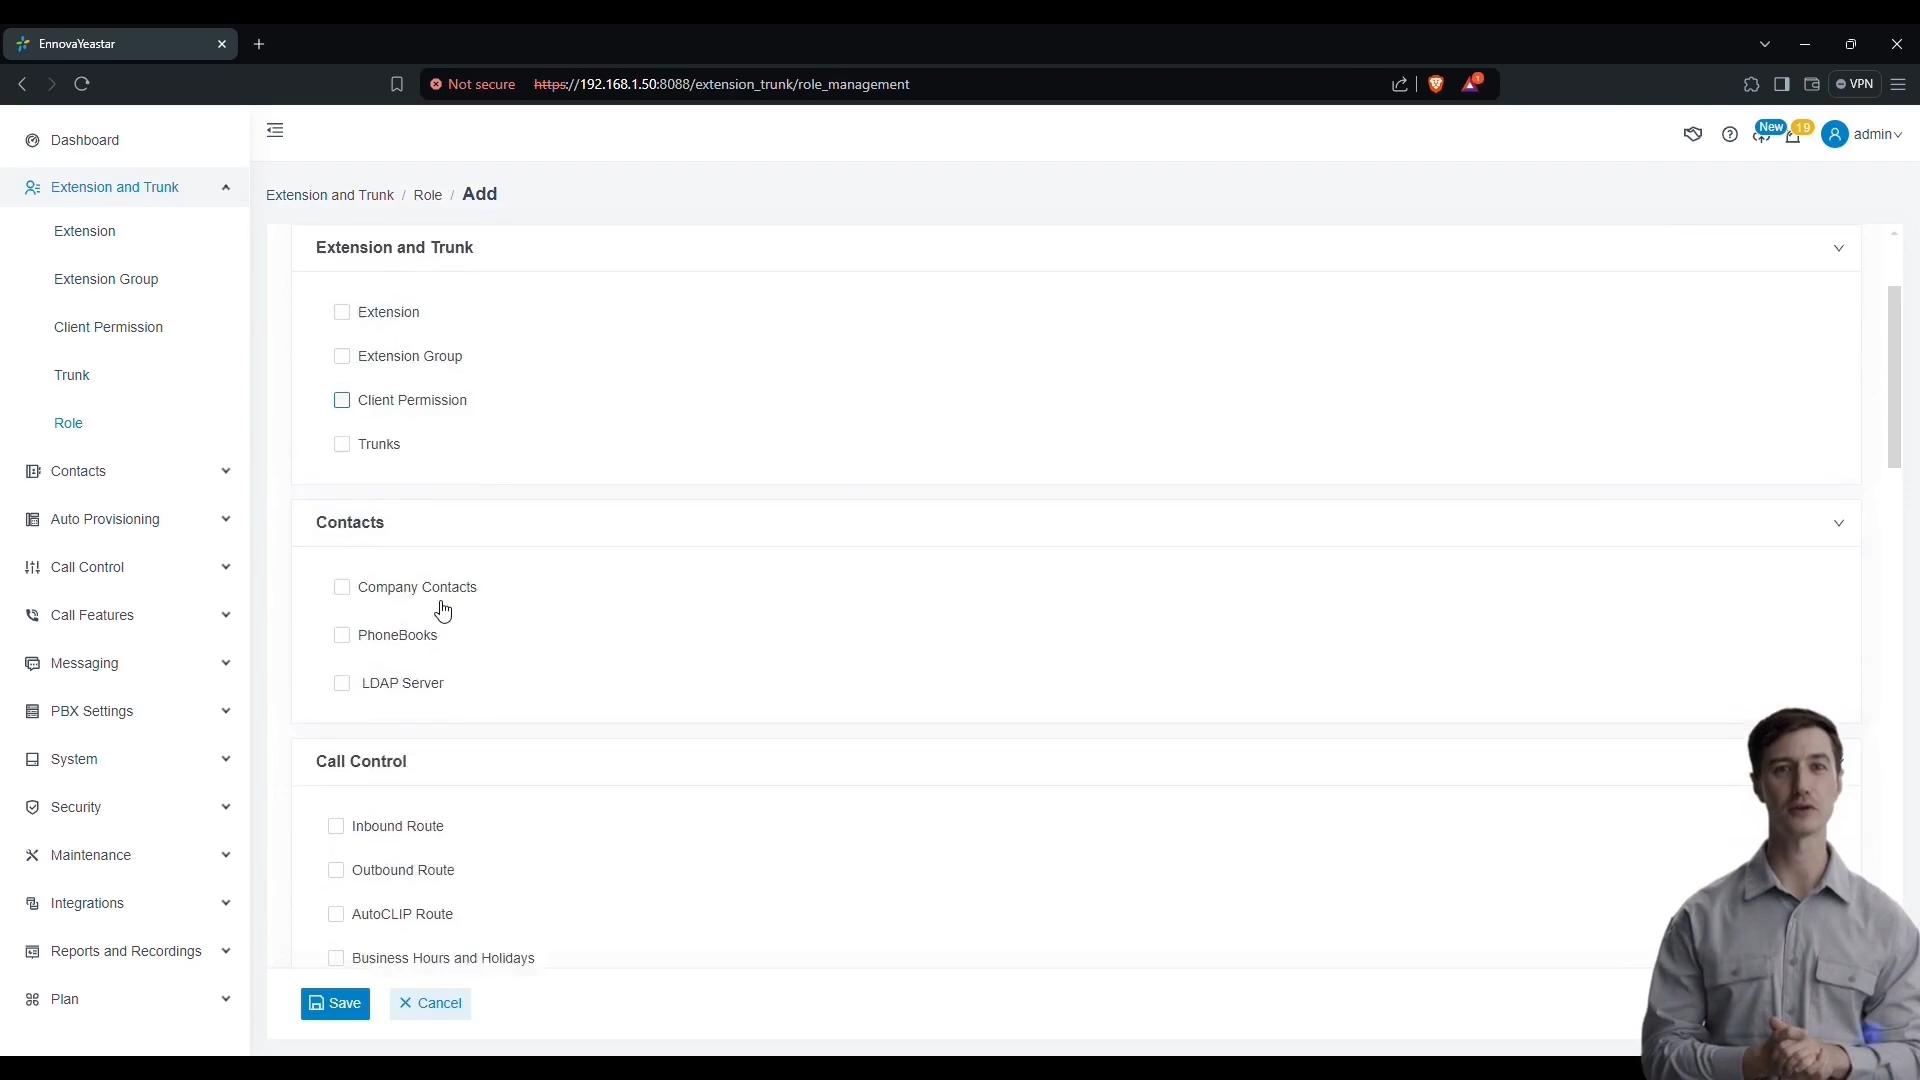 EnnovaYeastar
Not secure https://192.168.1.50:8088/extension_trunk/role_management
1
VPN
Dashboard
New
19
admin
Extension and Trunk
Extension and Trunk / Role / Add
Extension
Extension Group
Client Permission
Trunk
Role
Contacts
Auto Provisioning
Call Control
Call Features
Messaging
PBX Settings
System
Security
Maintenance
Integrations
Reports and Recordings
Plan
Extension and Trunk
Extension
Extension Group
Client Permission
Trunks
Contacts
Company Contacts
PhoneBooks
LDAP Server
Call Control
Inbound Route
Outbound Route
AutoCLIP Route
Business Hours and Holidays
Save
Cancel